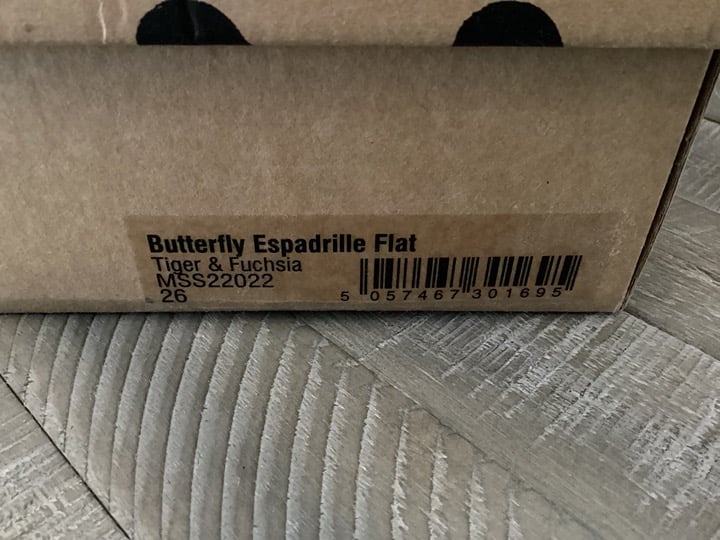 Butterfly Espadrille Flat
Tiger & Fuchsia
MSS22022
26
5 057467 301695